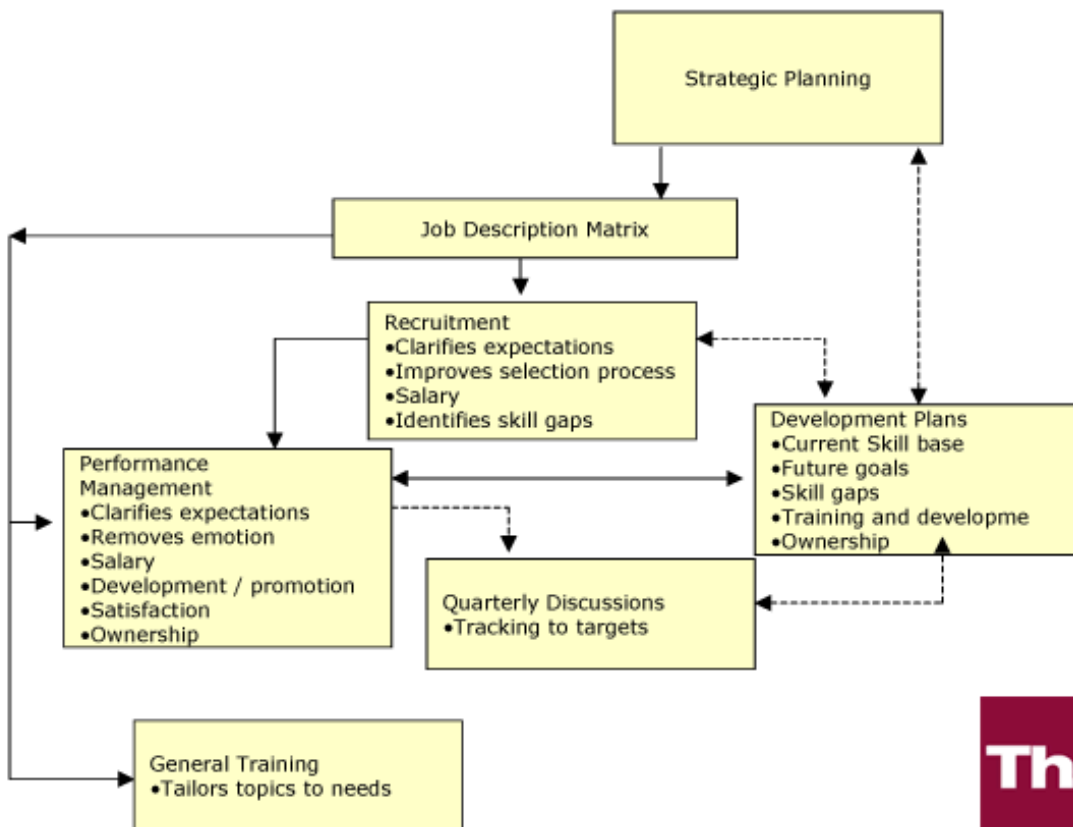 Strategic Planning
Job Description Matrix
Recruitment
•Clarifies expectations
•Improves selection process
•Salary
•Identifies skill gaps
Development Plans
•Current Skill base
•Future goals
•Skill gaps
•Training and developme
•Ownership
Performance
Management
•Clarifies expectations
•Removes emotion
•Salary
•Development / promotion
•Satisfaction
•Ownership
Quarterly Discussions
•Tracking to targets
General Training
•Tailors topics to needs
Th